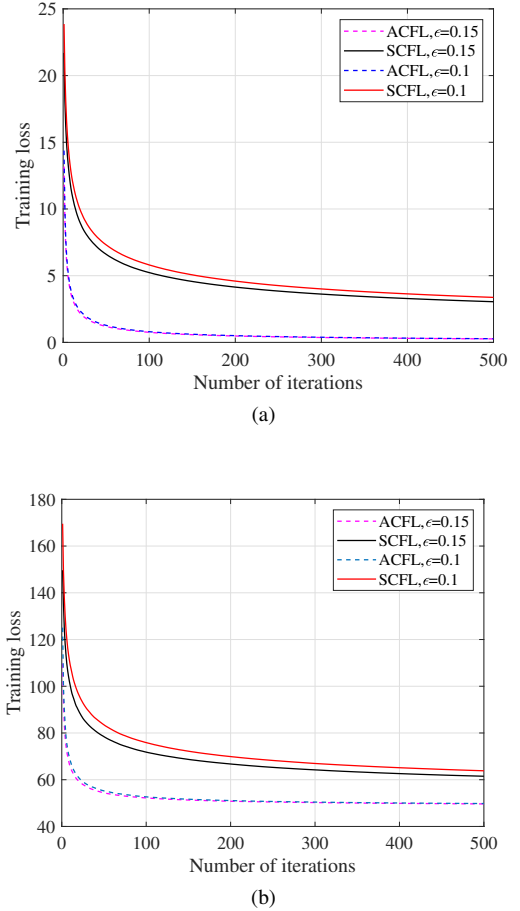 25
20
15
10
5
0
Training loss
ACFL,ϵ=0.15
SCFL,ϵ=0.15
ACFL,ϵ=0.1
SCFL,ϵ=0.1
0 100 200 300 400 500
Number of iterations
(a)
180
160
140
120
100
80
60
40
Training loss
ACFL,ϵ=0.15
SCFL,ϵ=0.15
ACFL,ϵ=0.1
SCFL,ϵ=0.1
0 100 200 300 400 500
Number of iterations
(b)